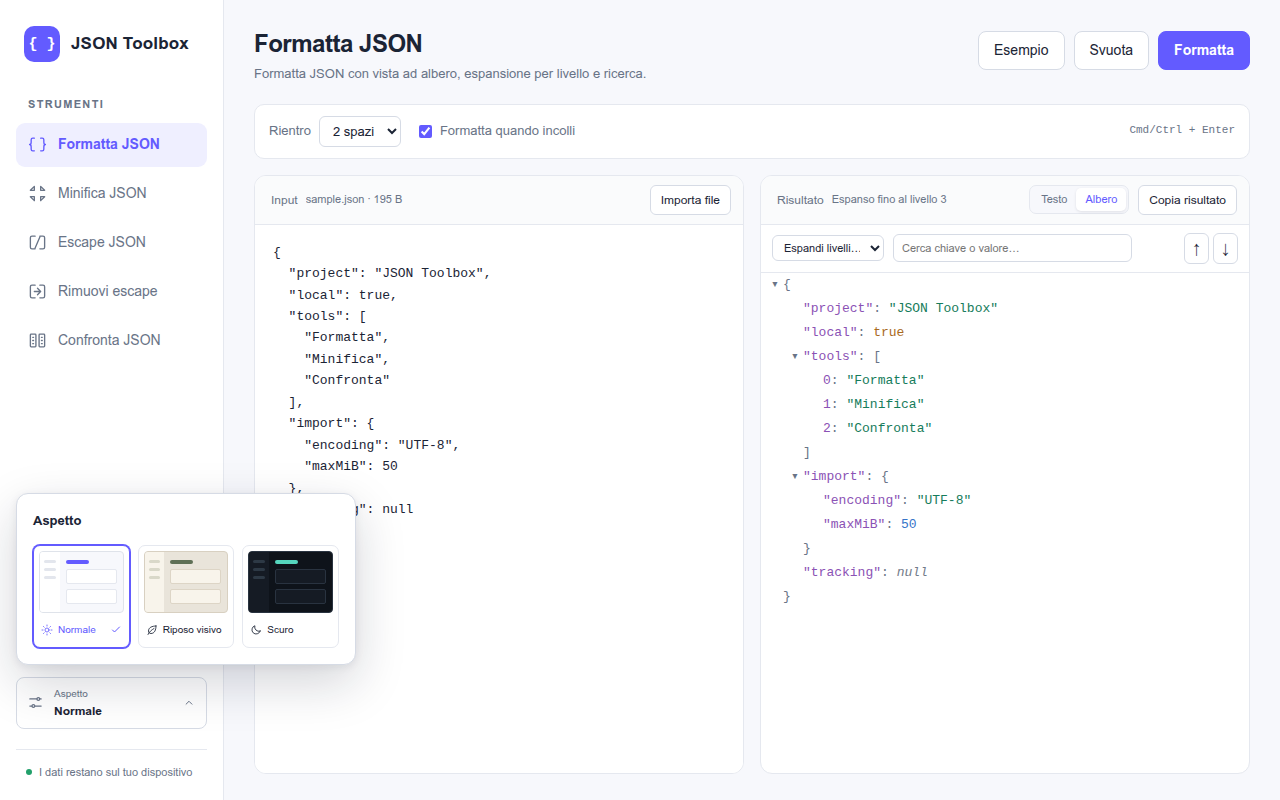 { } JSON Toolbox
STRUMENTI
{} Formatta JSON
Minifica JSON
Escape JSON
Rimuovi escape
Confronta JSON
Formatta JSON
Formatta JSON con vista ad albero, espansione per livello e ricerca.
Esempio
Svuota
Formatta
Rientro
2 spazi
Formatta quando incolli
Cmd/Ctrl + Enter
Input sample.json · 195 B
Importa file
{
"project": "JSON Toolbox",
"local": true,
"tools": [
"Formatta",
"Minifica",
"Confronta"
],
"import": {
"encoding": "UTF-8",
"maxMiB": 50
},
": null
Risultato Espanso fino al livello 3
Testo
Albero
Copia risultato
Espandi livelli…
Cerca chiave o valore…
↑
↓
▾ {
"project": "JSON Toolbox"
"local": true
▾ "tools": [
0: "Formatta"
1: "Minifica"
2: "Confronta"
]
▾ "import": {
"encoding": "UTF-8"
"maxMiB": 50
}
"tracking": null
}
Aspetto
Normale
Riposo visivo
Scuro
Aspetto
Normale
I dati restano sul tuo dispositivo